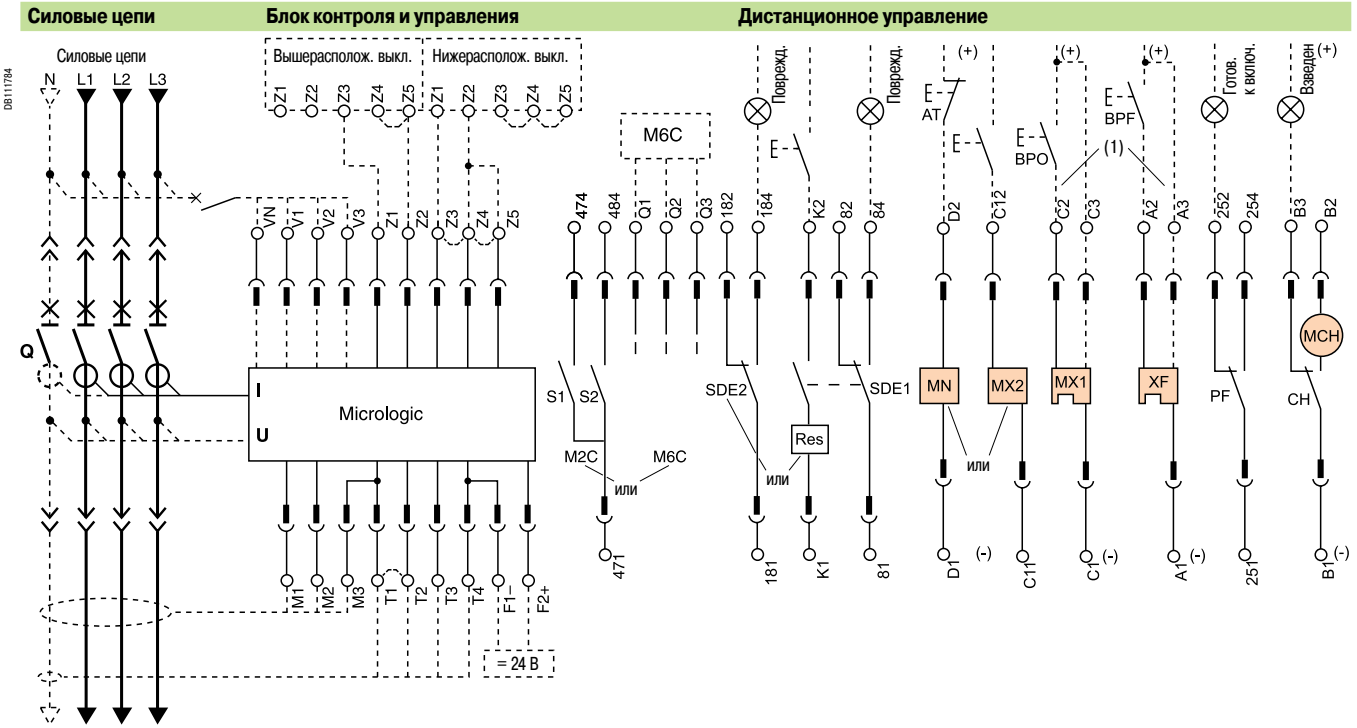 Силовые цепи
Блок контроля и управления
Дистанционное управление
DB111784
Силовые цепи
N L1 L2 L3
Вышерасполож. выкл.
Нижерасполож. выкл.
Z1 Z2 Z3 Z4 Z5 Z1 Z2 Z3 Z4 Z5
M6C
Поврежд.
Поврежд.
(+)
(+)
(+)
Готов.
к включ.
Взведен
(+)
AT
BPO
BPF
(1)
VN V1 V2 V3 Z1 Z2 Z3 Z4 Z5
474 484 Q1 Q2 Q3 182 184 K2 82 84
D2 C12 C2 C3 A2 A3 252 254 B3 B2
Q
I
U
Micrologic
S1 S2
SDE2
Res
SDE1
MN
MX2
MX1
XF
PF
MCH
CH
M2C
M6C
или
или
или
M1 M2 M3 T1 T2 T3 T4 F1– F2+
471
181 K1 81
D1 (-)
C11
C1 (-)
A1 (-)
251
B1 (-)
= 24 В